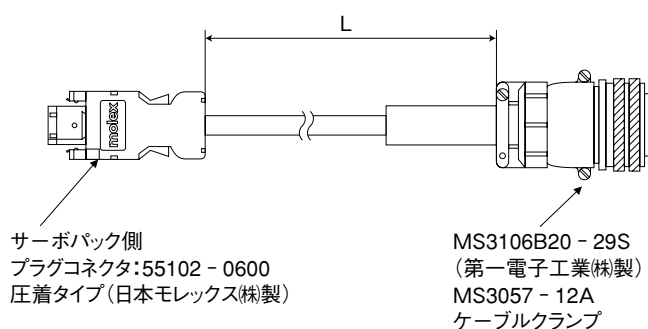 L
molex
サーボパック側
プラグコネクタ:55102-0600
圧着タイプ(日本モレックス㈱製)
MS3106B20-29S
(第一電子工業㈱製)
MS3057-12A
ケーブルクランプ